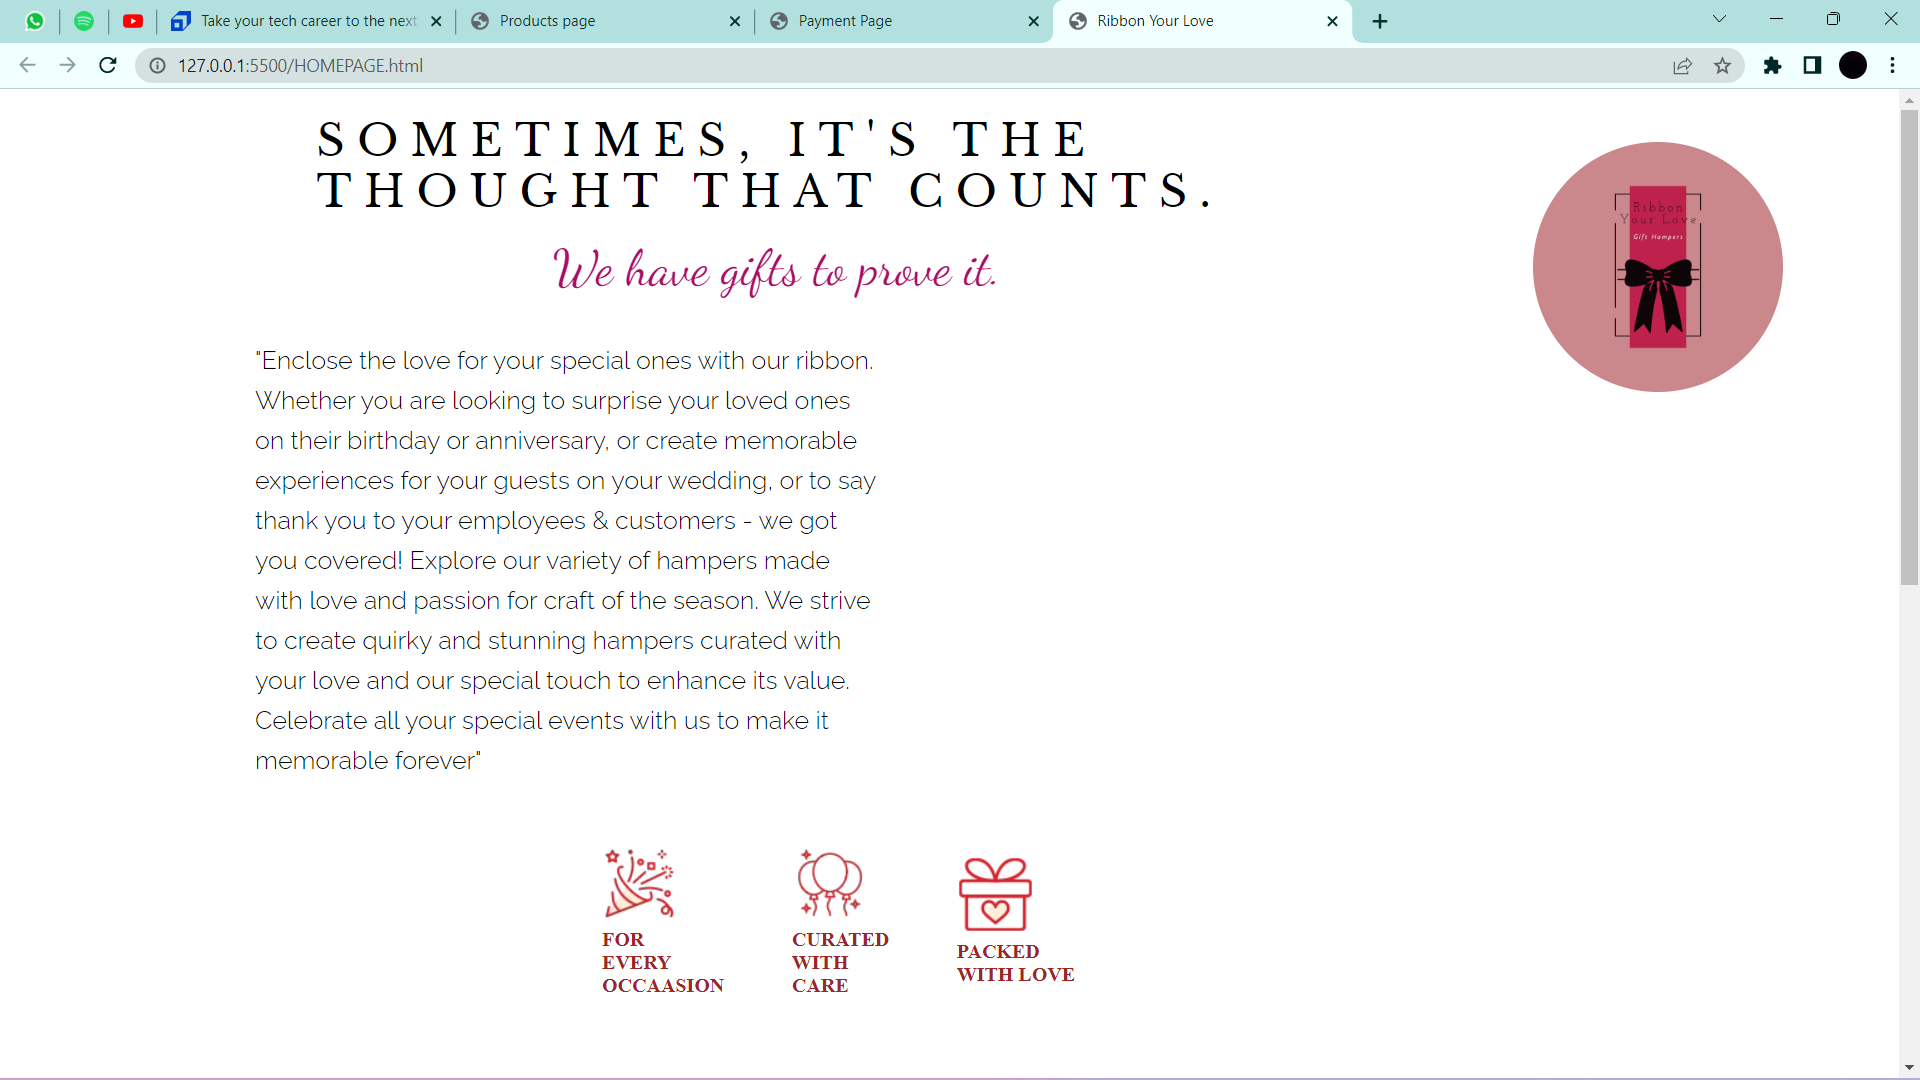 Take your tech career to the next
Products page
Payment Page
Ribbon Your Love
127.0.0.1:5500/HOMEPAGE.html
SOMETIMES, IT'S THE
THOUGHT THAT COUNTS.
We have gifts to prove it.
Ribbon
Your Love
Gift Hampers
"Enclose the love for your special ones with our ribbon.
Whether you are looking to surprise your loved ones
on their birthday or anniversary, or create memorable
experiences for your guests on your wedding, or to say
thank you to your employees & customers - we got
you covered! Explore our variety of hampers made
with love and passion for craft of the season. We strive
to create quirky and stunning hampers curated with
your love and our special touch to enhance its value.
Celebrate all your special events with us to make it
memorable forever"
FOR
EVERY
OCCAASION
CURATED
WITH
CARE
PACKED
WITH LOVE